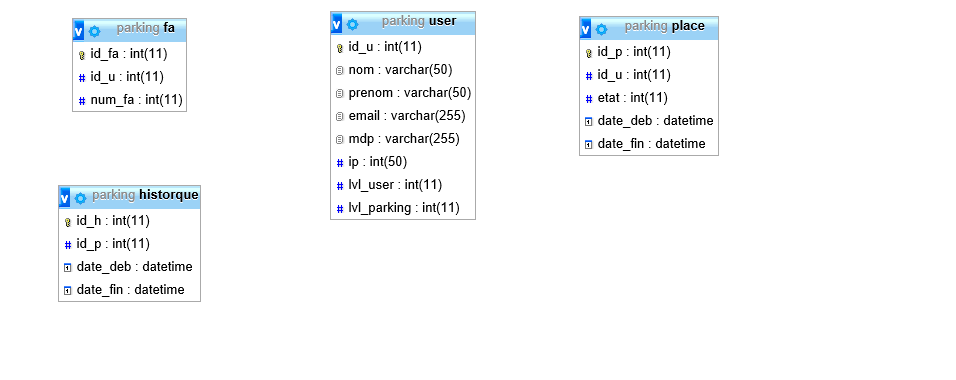 parking fa
id_fa : int(11)
id_u : int(11)
num_fa : int(11)
parking user
id_u : int(11)
nom : varchar(50)
prenom : varchar(50)
email : varchar(255)
mdp : varchar(255)
ip : int(50)
lvl_user : int(11)
lvl_parking : int(11)
parking place
id_p : int(11)
id_u : int(11)
etat : int(11)
date_deb : datetime
date_fin : datetime
parking historque
id_h : int(11)
id_p : int(11)
date_deb : datetime
date_fin : datetime